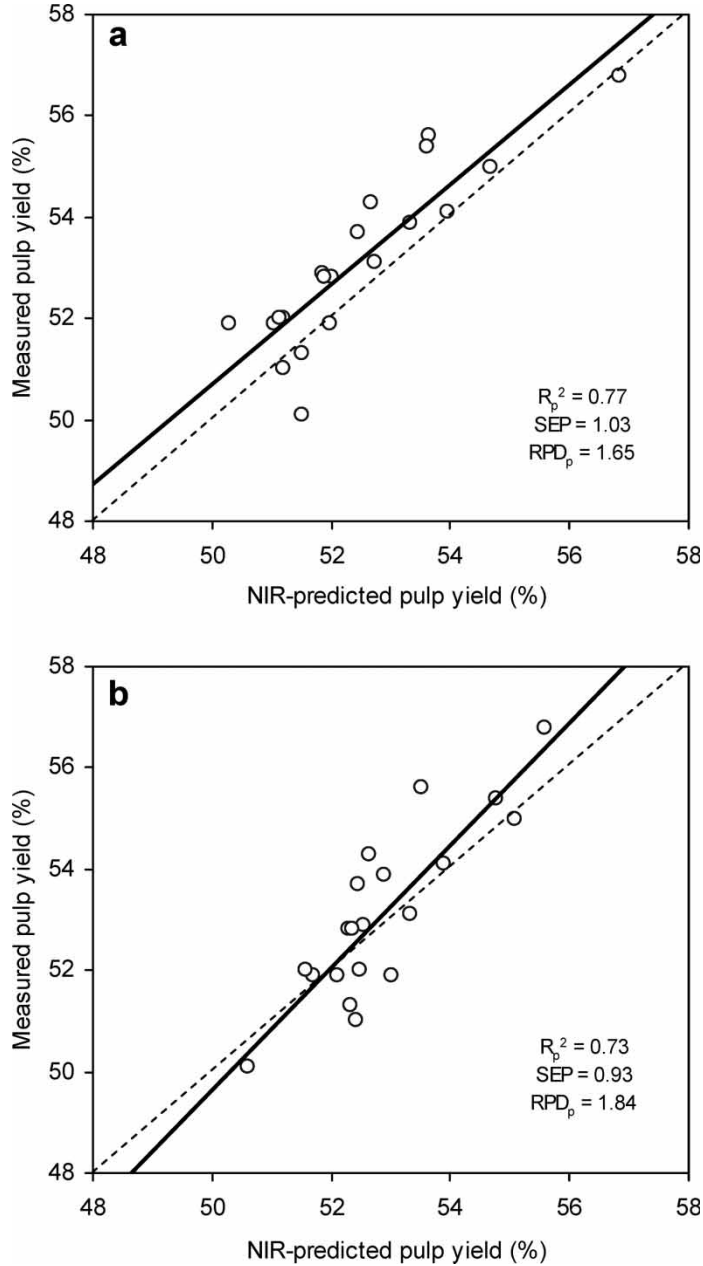 a
58
56
54
52
50
48
Measured pulp yield (%)
R_p^2 = 0.77
SEP = 1.03
RPD_p = 1.65
48 50 52 54 56 58
NIR-predicted pulp yield (%)
b
58
56
54
52
50
48
Measured pulp yield (%)
R_p^2 = 0.73
SEP = 0.93
RPD_p = 1.84
48 50 52 54 56 58
NIR-predicted pulp yield (%)